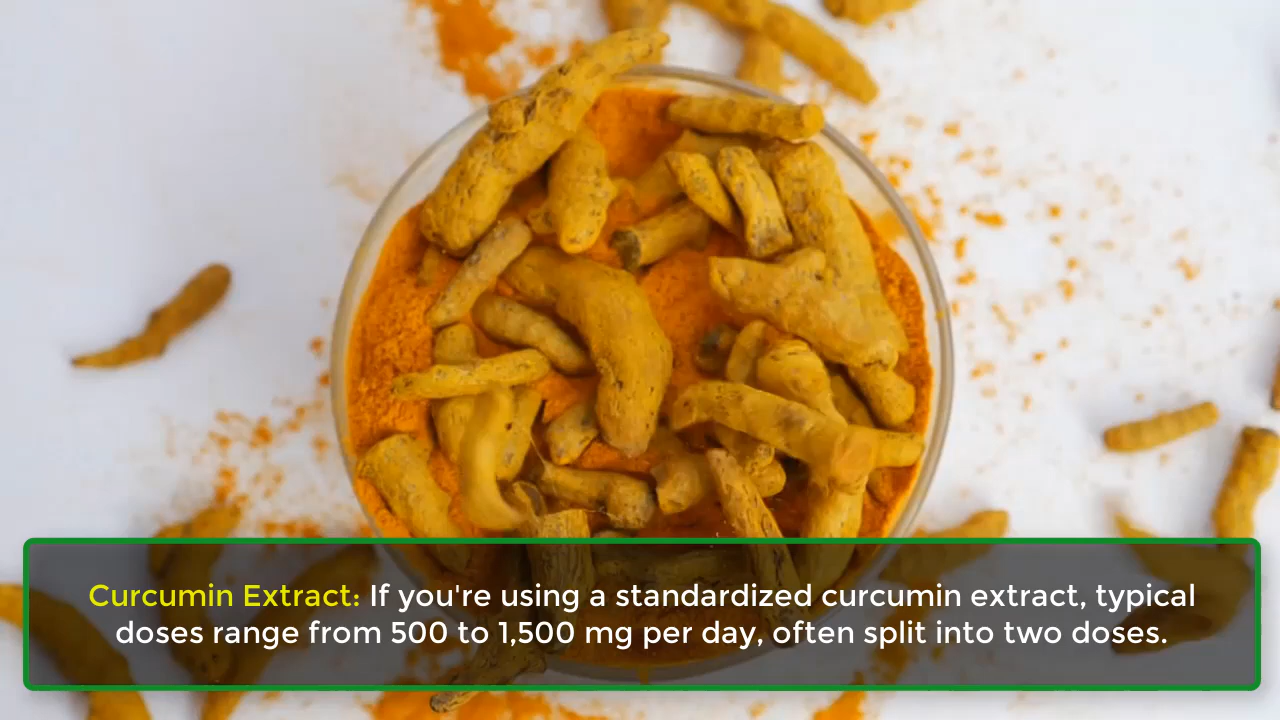 Curcumin Extract: If you're using a standardized curcumin extract, typical
doses range from 500 to 1,500 mg per day, often split into two doses.